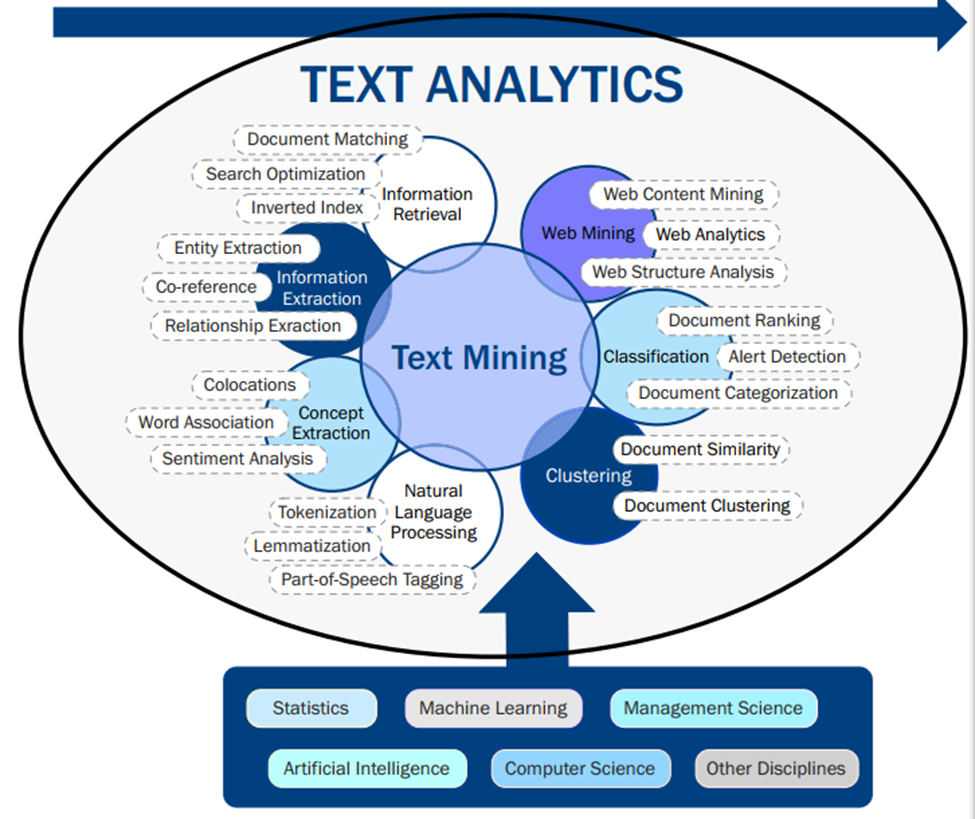 TEXT ANALYTICS
Document Matching
Search Optimization
Inverted Index
Information
Retrieval
Entity Extraction
Co-reference
Relationship Exraction
Information
Extraction
Colocations
Word Association
Sentiment Analysis
Concept
Extraction
Tokenization
Lemmatization
Part-of-Speech Tagging
Natural
Language
Processing
Text Mining
Web Mining
Web Content Mining
Web Analytics
Web Structure Analysis
Classification
Document Ranking
Alert Detection
Document Categorization
Clustering
Document Similarity
Document Clustering
Statistics
Machine Learning
Management Science
Artificial Intelligence
Computer Science
Other Disciplines